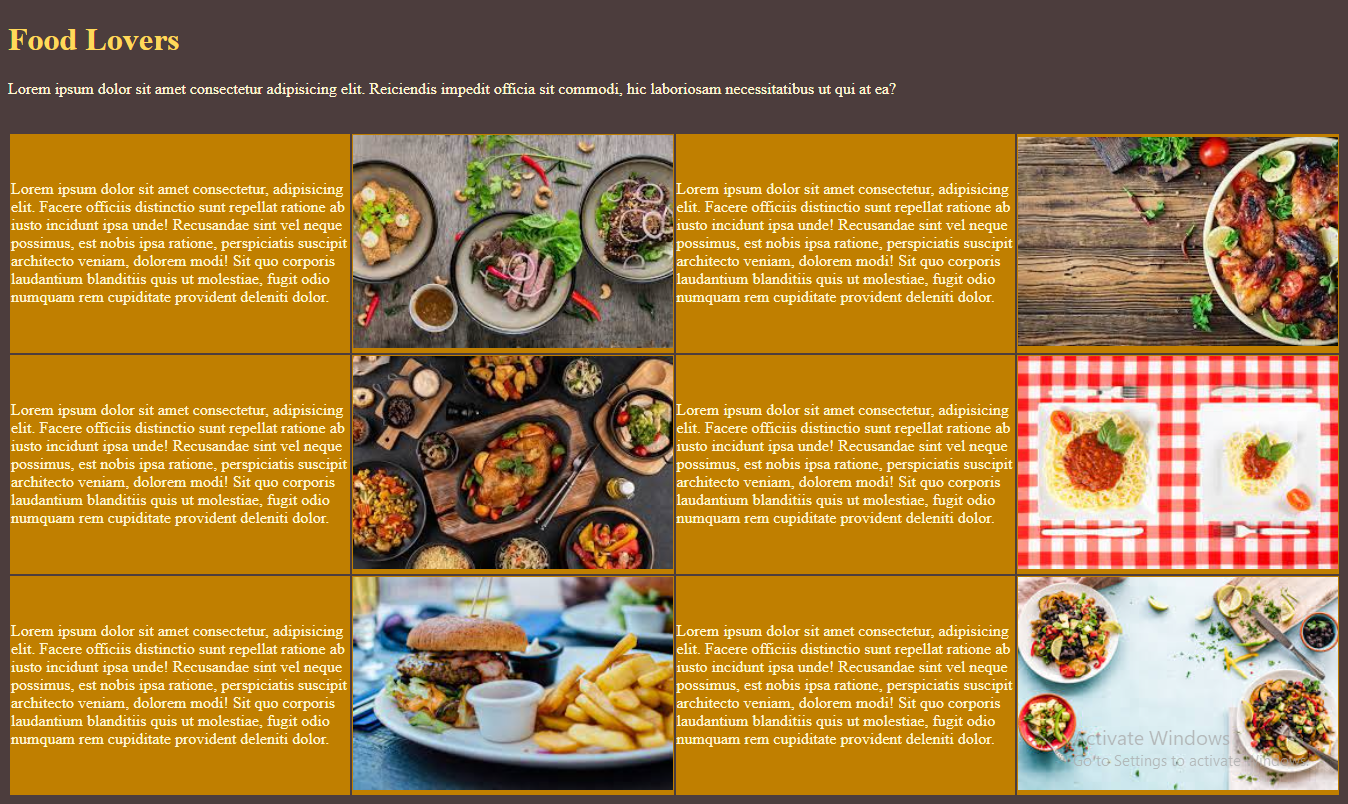 Food Lovers
Lorem ipsum dolor sit amet consectetur adipisicing elit. Reiciendis impedit officia sit commodi, hic laboriosam necessitatibus ut qui at ea?
Lorem ipsum dolor sit amet consectetur, adipisicing
elit. Facere officiis distinctio sunt repellat ratione ab
iusto incidunt ipsa unde! Recusandae sint vel neque
possimus, est nobis ipsa ratione, perspiciatis suscipit
architecto veniam, dolorem modi! Sit quo corporis
laudantium blanditiis quis ut molestiae, fugit odio
numquam rem cupiditate provident deleniti dolor.
Lorem ipsum dolor sit amet consectetur, adipisicing
elit. Facere officiis distinctio sunt repellat ratione ab
iusto incidunt ipsa unde! Recusandae sint vel neque
possimus, est nobis ipsa ratione, perspiciatis suscipit
architecto veniam, dolorem modi! Sit quo corporis
laudantium blanditiis quis ut molestiae, fugit odio
numquam rem cupiditate provident deleniti dolor.
Lorem ipsum dolor sit amet consectetur, adipisicing
elit. Facere officiis distinctio sunt repellat ratione ab
iusto incidunt ipsa unde! Recusandae sint vel neque
possimus, est nobis ipsa ratione, perspiciatis suscipit
architecto veniam, dolorem modi! Sit quo corporis
laudantium blanditiis quis ut molestiae, fugit odio
numquam rem cupiditate provident deleniti dolor.
Lorem ipsum dolor sit amet consectetur, adipisicing
elit. Facere officiis distinctio sunt repellat ratione ab
iusto incidunt ipsa unde! Recusandae sint vel neque
possimus, est nobis ipsa ratione, perspiciatis suscipit
architecto veniam, dolorem modi! Sit quo corporis
laudantium blanditiis quis ut molestiae, fugit odio
numquam rem cupiditate provident deleniti dolor.
Lorem ipsum dolor sit amet consectetur, adipisicing
elit. Facere officiis distinctio sunt repellat ratione ab
iusto incidunt ipsa unde! Recusandae sint vel neque
possimus, est nobis ipsa ratione, perspiciatis suscipit
architecto veniam, dolorem modi! Sit quo corporis
laudantium blanditiis quis ut molestiae, fugit odio
numquam rem cupiditate provident deleniti dolor.
Lorem ipsum dolor sit amet consectetur, adipisicing
elit. Facere officiis distinctio sunt repellat ratione ab
iusto incidunt ipsa unde! Recusandae sint vel neque
possimus, est nobis ipsa ratione, perspiciatis suscipit
architecto veniam, dolorem modi! Sit quo corporis
laudantium blanditiis quis ut molestiae, fugit odio
numquam rem cupiditate provident deleniti dolor.
Activate Windows
Go to Settings to activate Windows.